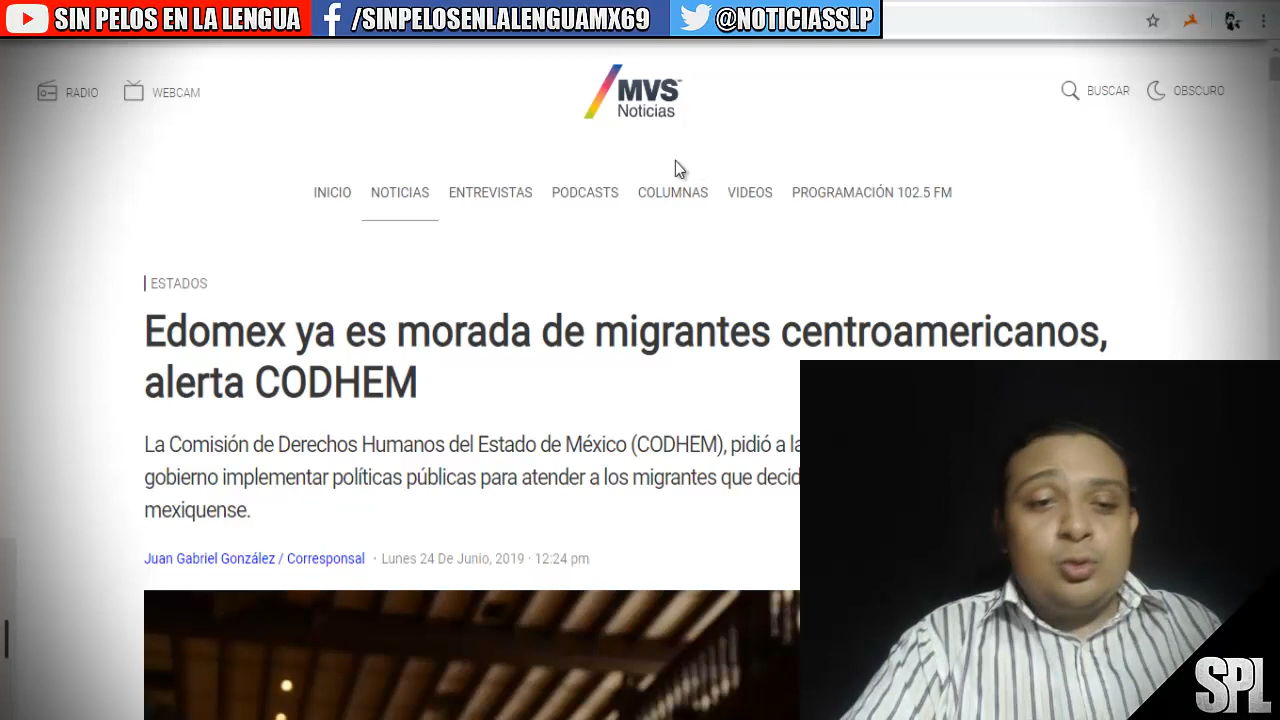 SIN PELOS EN LA LENGUA /SINPELOSENLALENGUAMX69 @NOTICIASSLP
RADIO WEBCAM
MVS
Noticias
BUSCAR OBSCURO
INICIO NOTICIAS ENTREVISTAS PODCASTS COLUMNAS VIDEOS PROGRAMACIÓN 102.5 FM
ESTADOS
Edomex ya es morada de migrantes centroamericanos,
alerta CODHEM
La Comisión de Derechos Humanos del Estado de México (CODHEM), pidió a la
gobierno implementar políticas públicas para atender a los migrantes que decid
mexiquense.
Juan Gabriel González / Corresponsal · Lunes 24 De Junio, 2019 · 12:24 pm
SPL